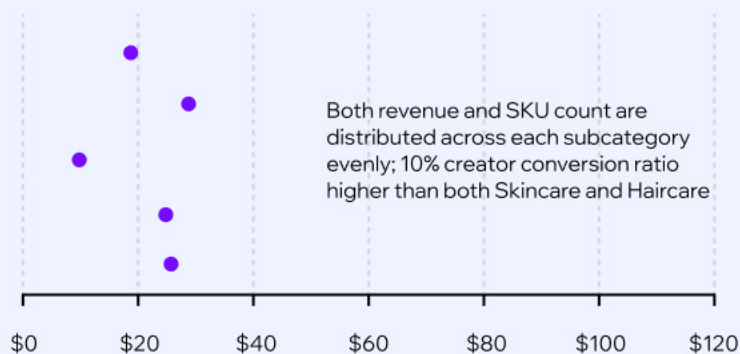 Both revenue and SKU count are
distributed across each subcategory
evenly; 10% creator conversion ratio
higher than both Skincare and Haircare
$0 $20 $40 $60 $80 $100 $120